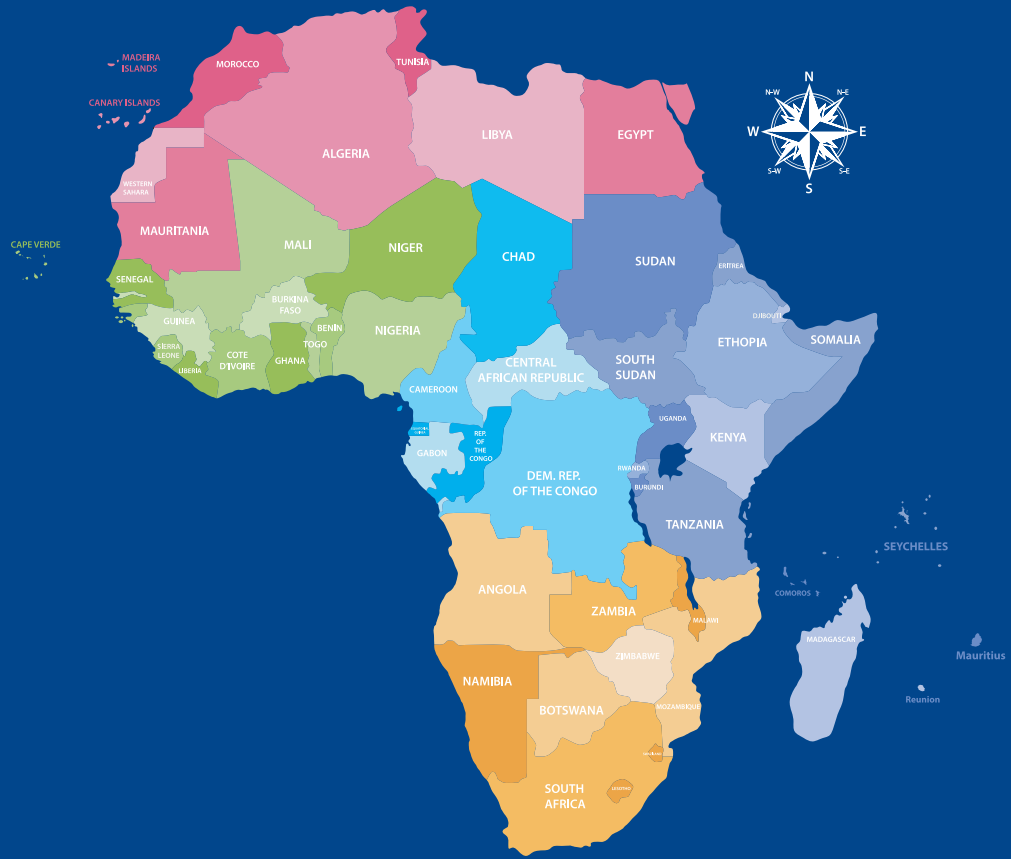 N
N-W
N-E
W
E
S-W
S-E
S
MADEIRA
ISLANDS
CANARY ISLANDS
MOROCCO
TUNISIA
ALGERIA
LIBYA
EGYPT
WESTERN
SAHARA
MAURITANIA
MALI
NIGER
CHAD
SUDAN
ERITREA
CAPE VERDE
SENEGAL
GUINEA
BURKINA
FASO
BENIN
TOGO
NIGERIA
SIERRA
LEONE
LIBERIA
COTE
D'IVOIRE
GHANA
DJIBOUTI
ETHOPIA
SOMALIA
SOUTH
SUDAN
CENTRAL
AFRICAN REPUBLIC
CAMEROON
GABON
REP.
OF
THE
CONGO
DEM. REP.
OF THE CONGO
UGANDA
KENYA
RWANDA
BURUNDI
TANZANIA
SEYCHELLES
COMOROS
ANGOLA
ZAMBIA
MALAWI
MADAGASCAR
Mauritius
Reunion
ZIMBABWE
NAMIBIA
BOTSWANA
MOZAMBIQUE
SOUTH
AFRICA
LESOTHO